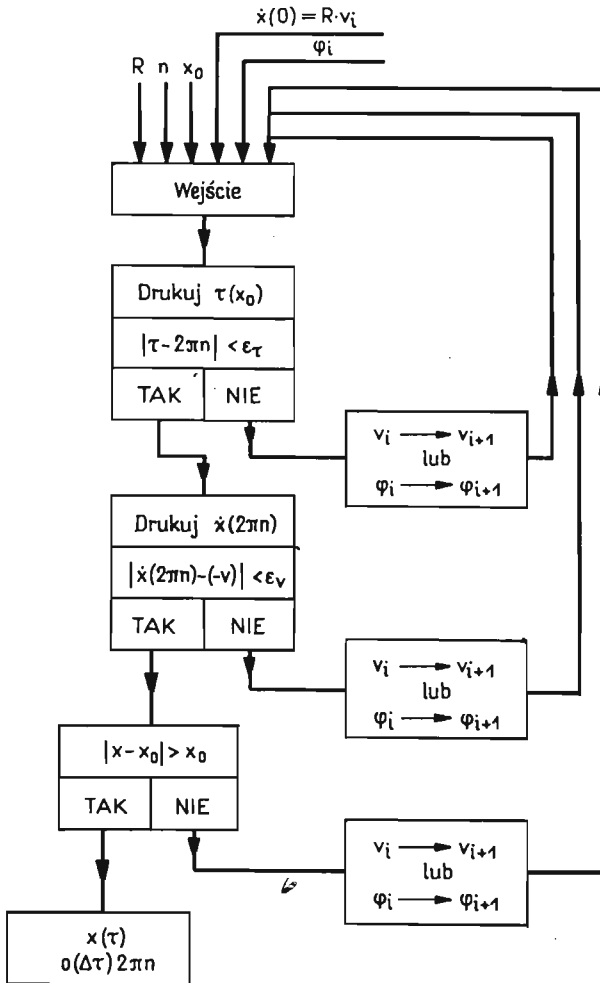 ẋ(0) = R·vᵢ
φᵢ
R n x₀
Wejście
Drukuj τ(x₀)
|τ-2πn| < ε_τ
TAK NIE
vᵢ → vᵢ₊₁
lub
φᵢ → φᵢ₊₁
Drukuj ẋ(2πn)
|ẋ(2πn)-(-v)| < ε_v
TAK NIE
vᵢ → vᵢ₊₁
lub
φᵢ → φᵢ₊₁
|x-x₀| > x₀
TAK NIE
vᵢ → vᵢ₊₁
lub
φᵢ → φᵢ₊₁
x(τ)
0(Δτ) 2πn